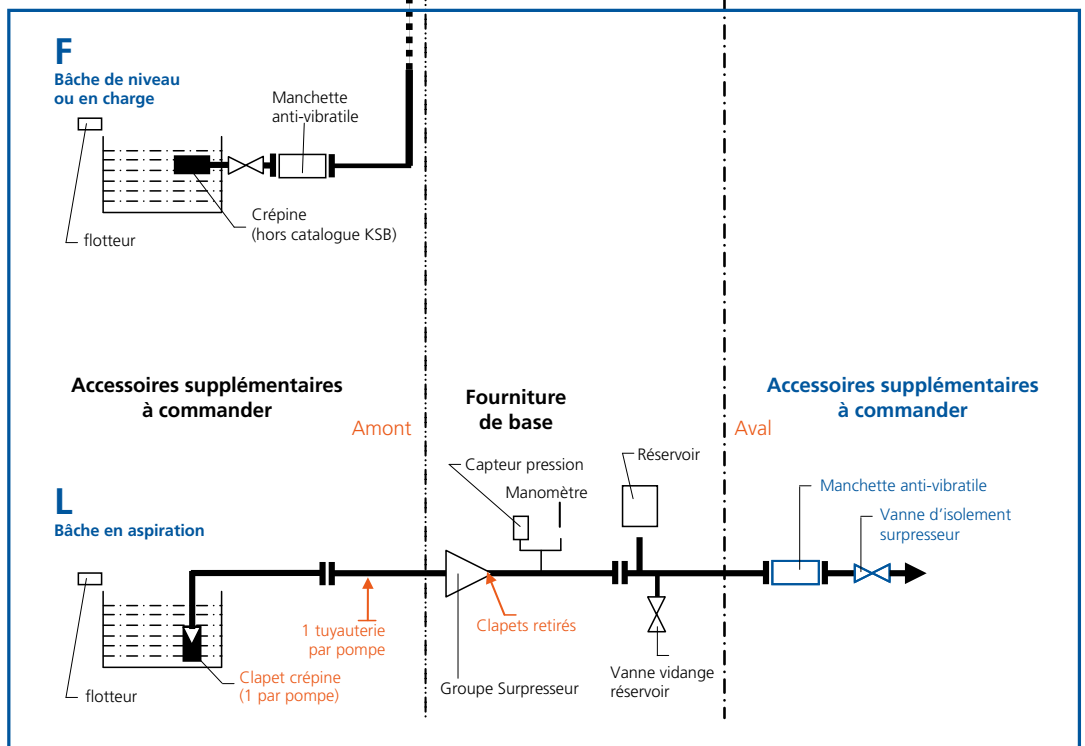 F
Bâche de niveau
ou en charge
Manchette
anti-vibratile
Crépine
(hors catalogue KSB)
flotteur
Accessoires supplémentaires
à commander
Amont
Fourniture
de base
Accessoires supplémentaires
à commander
Aval
L
Bâche en aspiration
Capteur pression
Manomètre
Réservoir
Manchette anti-vibratile
Vanne d'isolement
surpresseur
1 tuyauterie
par pompe
Clapets retirés
Clapet crépine
(1 par pompe)
flotteur
Groupe Surpresseur
Vanne vidange
réservoir